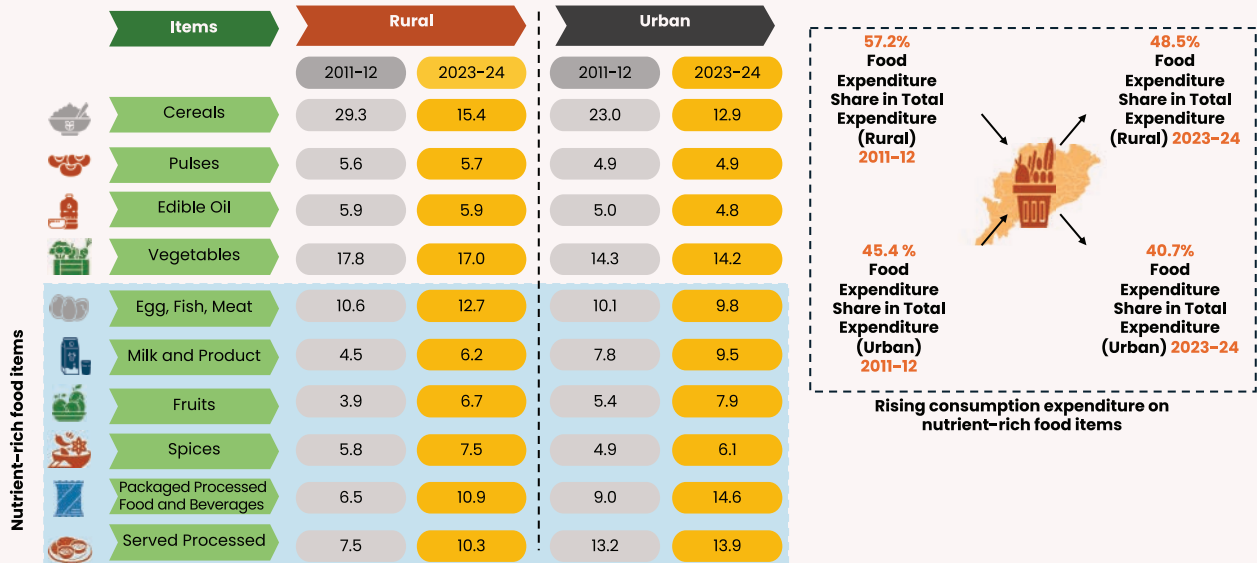 Items Rural Urban
2011-12 2023-24 2011-12 2023-24
Cereals 29.3 15.4 23.0 12.9
Pulses 5.6 5.7 4.9 4.9
Edible Oil 5.9 5.9 5.0 4.8
Vegetables 17.8 17.0 14.3 14.2
Nutrient-rich food items
Egg, Fish, Meat 10.6 12.7 10.1 9.8
Milk and Product 4.5 6.2 7.8 9.5
Fruits 3.9 6.7 5.4 7.9
Spices 5.8 7.5 4.9 6.1
Packaged Processed
Food and Beverages 6.5 10.9 9.0 14.6
Served Processed 7.5 10.3 13.2 13.9
57.2%
Food
Expenditure
Share in Total
Expenditure
(Rural)
2011-12
48.5%
Food
Expenditure
Share in Total
Expenditure
(Rural) 2023-24
45.4 %
Food
Expenditure
Share in Total
Expenditure
(Urban)
2011-12
40.7%
Food
Expenditure
Share in Total
Expenditure
(Urban) 2023-24
Rising consumption expenditure on
nutrient-rich food items